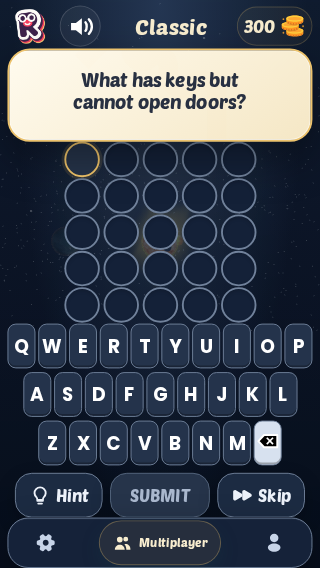 R
Classic
300
What has keys but
cannot open doors?
Q W E R T Y U I O P
A S D F G H J K L
Z X C V B N M
Hint
SUBMIT
Skip
Multiplayer